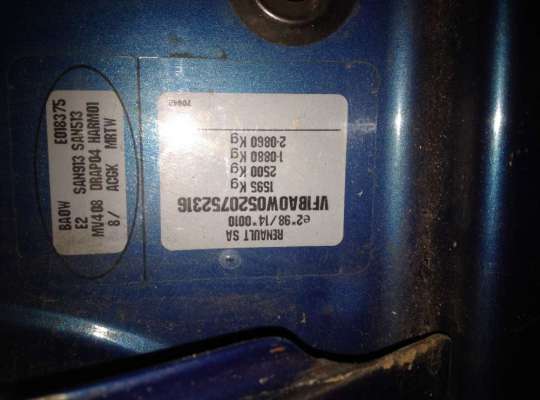 RENAULT SA
e2*98/14*0010
VF1BA0W0520752316
1595 Kg
2500 Kg
1-0880 Kg
2-0860 Kg
70642
BA0W E018375
E2 SAN913 SAN513
MV408 DRAP04 HARM01
8/ ACGK MRTW